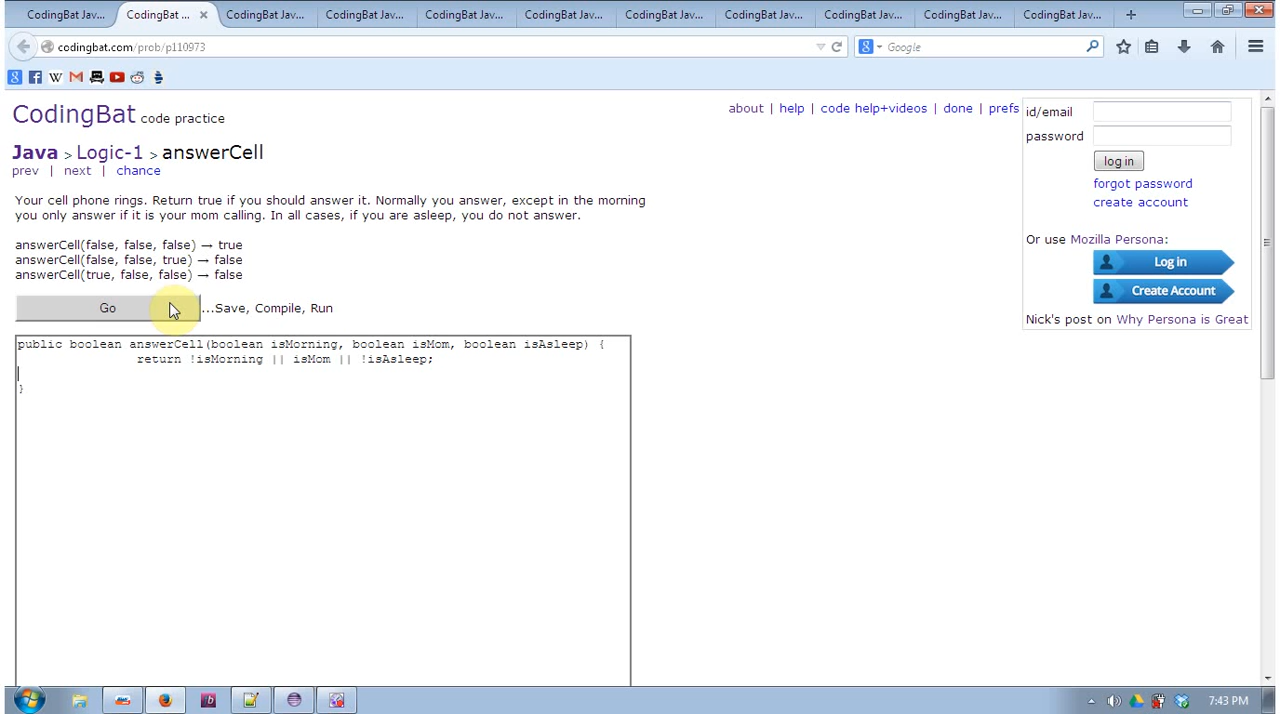 CodingBat Jav... CodingBat ... CodingBat Jav... CodingBat Jav... CodingBat Jav... CodingBat Jav... CodingBat Jav... CodingBat Jav... CodingBat Jav... CodingBat Jav... CodingBat Jav...
codingbat.com/prob/p110973 Google
CodingBat code practice
about | help | code help+videos | done | prefs
id/email
password
log in
forgot password
create account
Or use Mozilla Persona:
Log in
Create Account
Nick's post on Why Persona is Great
Java > Logic-1 > answerCell
prev | next | chance
Your cell phone rings. Return true if you should answer it. Normally you answer, except in the morning
you only answer if it is your mom calling. In all cases, if you are asleep, you do not answer.
answerCell(false, false, false) → true
answerCell(false, false, true) → false
answerCell(true, false, false) → false
Go ...Save, Compile, Run
public boolean answerCell(boolean isMorning, boolean isMom, boolean isAsleep) {
return !isMorning || isMom || !isAsleep;
}
7:43 PM